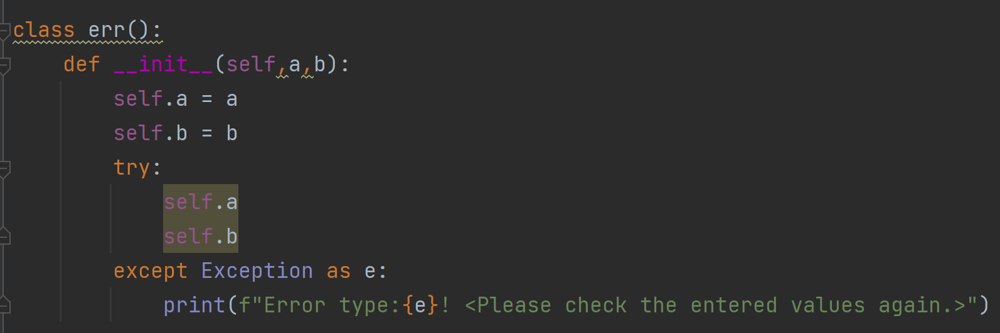 class err():
    def __init__(self,a,b):
        self.a = a
        self.b = b
        try:
            self.a
            self.b
        except Exception as e:
            print(f"Error type:{e}! <Please check the entered values again.>")